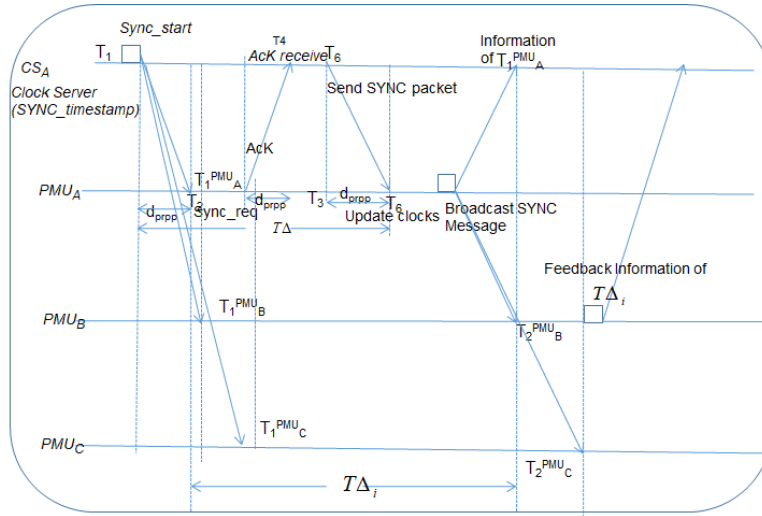 Sync_start
T1
T4
AcK receive
T6
Information
of T1PMUA
CSA
Clock Server
(SYNC_timestamp)
Send SYNC packet
AcK
T1PMUA
PMUA
T3
dprpp
Sync_req
dprpp
T3
dprpp
T6
Update clocks
TΔ
Broadcast SYNC
Message
Feedback Information of
TΔi
T1PMUB
PMUB
T2PMUB
T1PMUC
PMUC
T2PMUC
TΔi